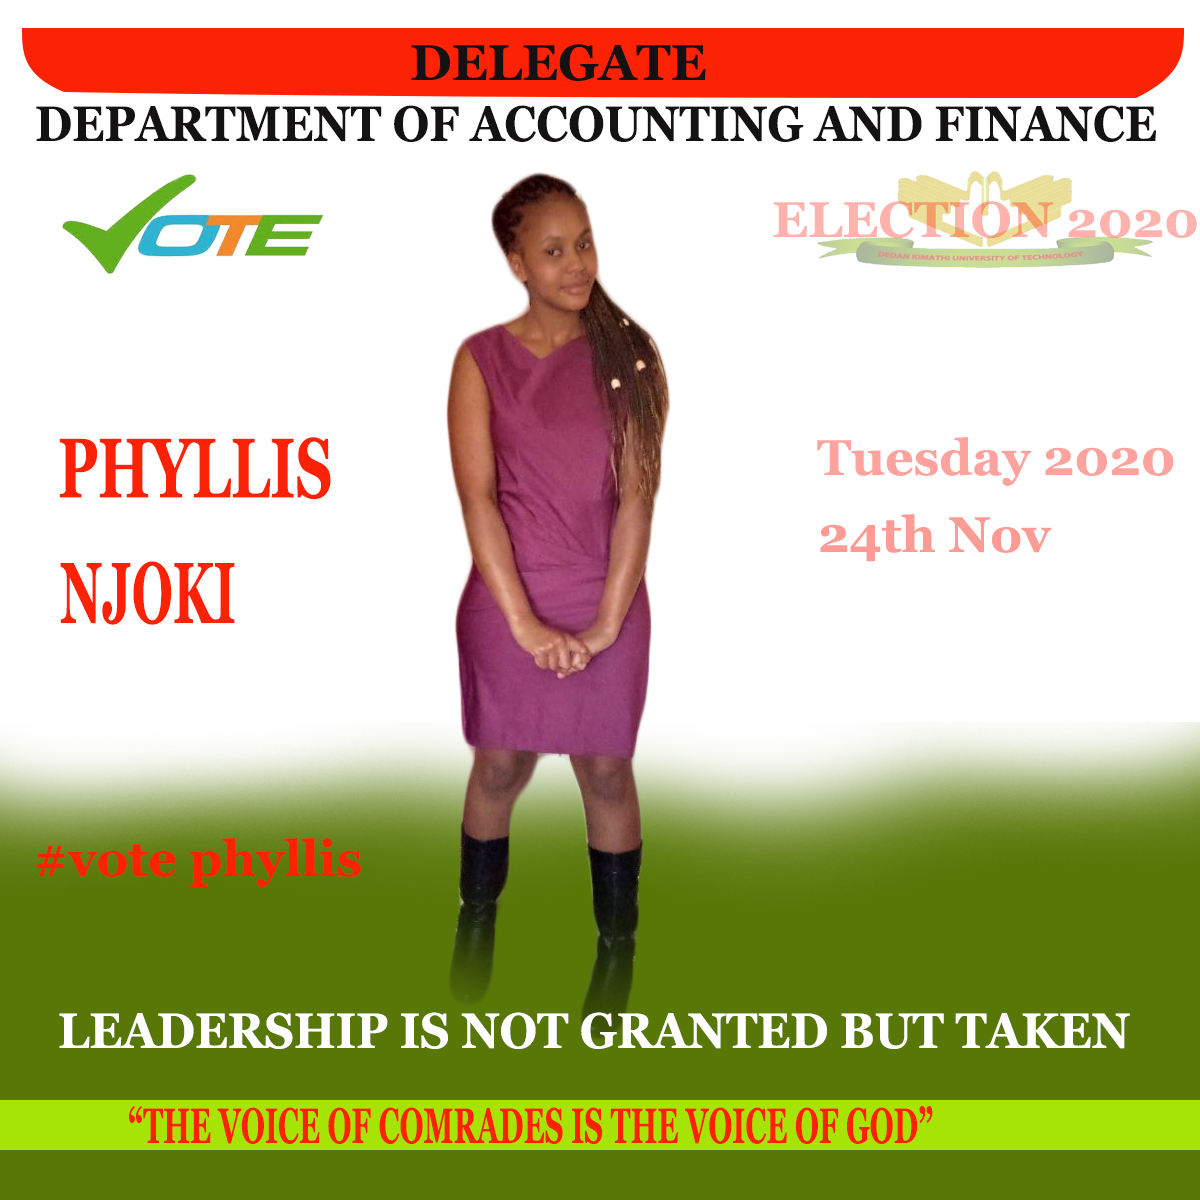 DELEGATE
DEPARTMENT OF ACCOUNTING AND FINANCE
VOTE
ELECTION 2020
DEDAN KIMATHI UNIVERSITY OF TECHNOLOGY
PHYLLIS
NJOKI
Tuesday 2020
24th Nov
#vote phyllis
LEADERSHIP IS NOT GRANTED BUT TAKEN
“THE VOICE OF COMRADES IS THE VOICE OF GOD”